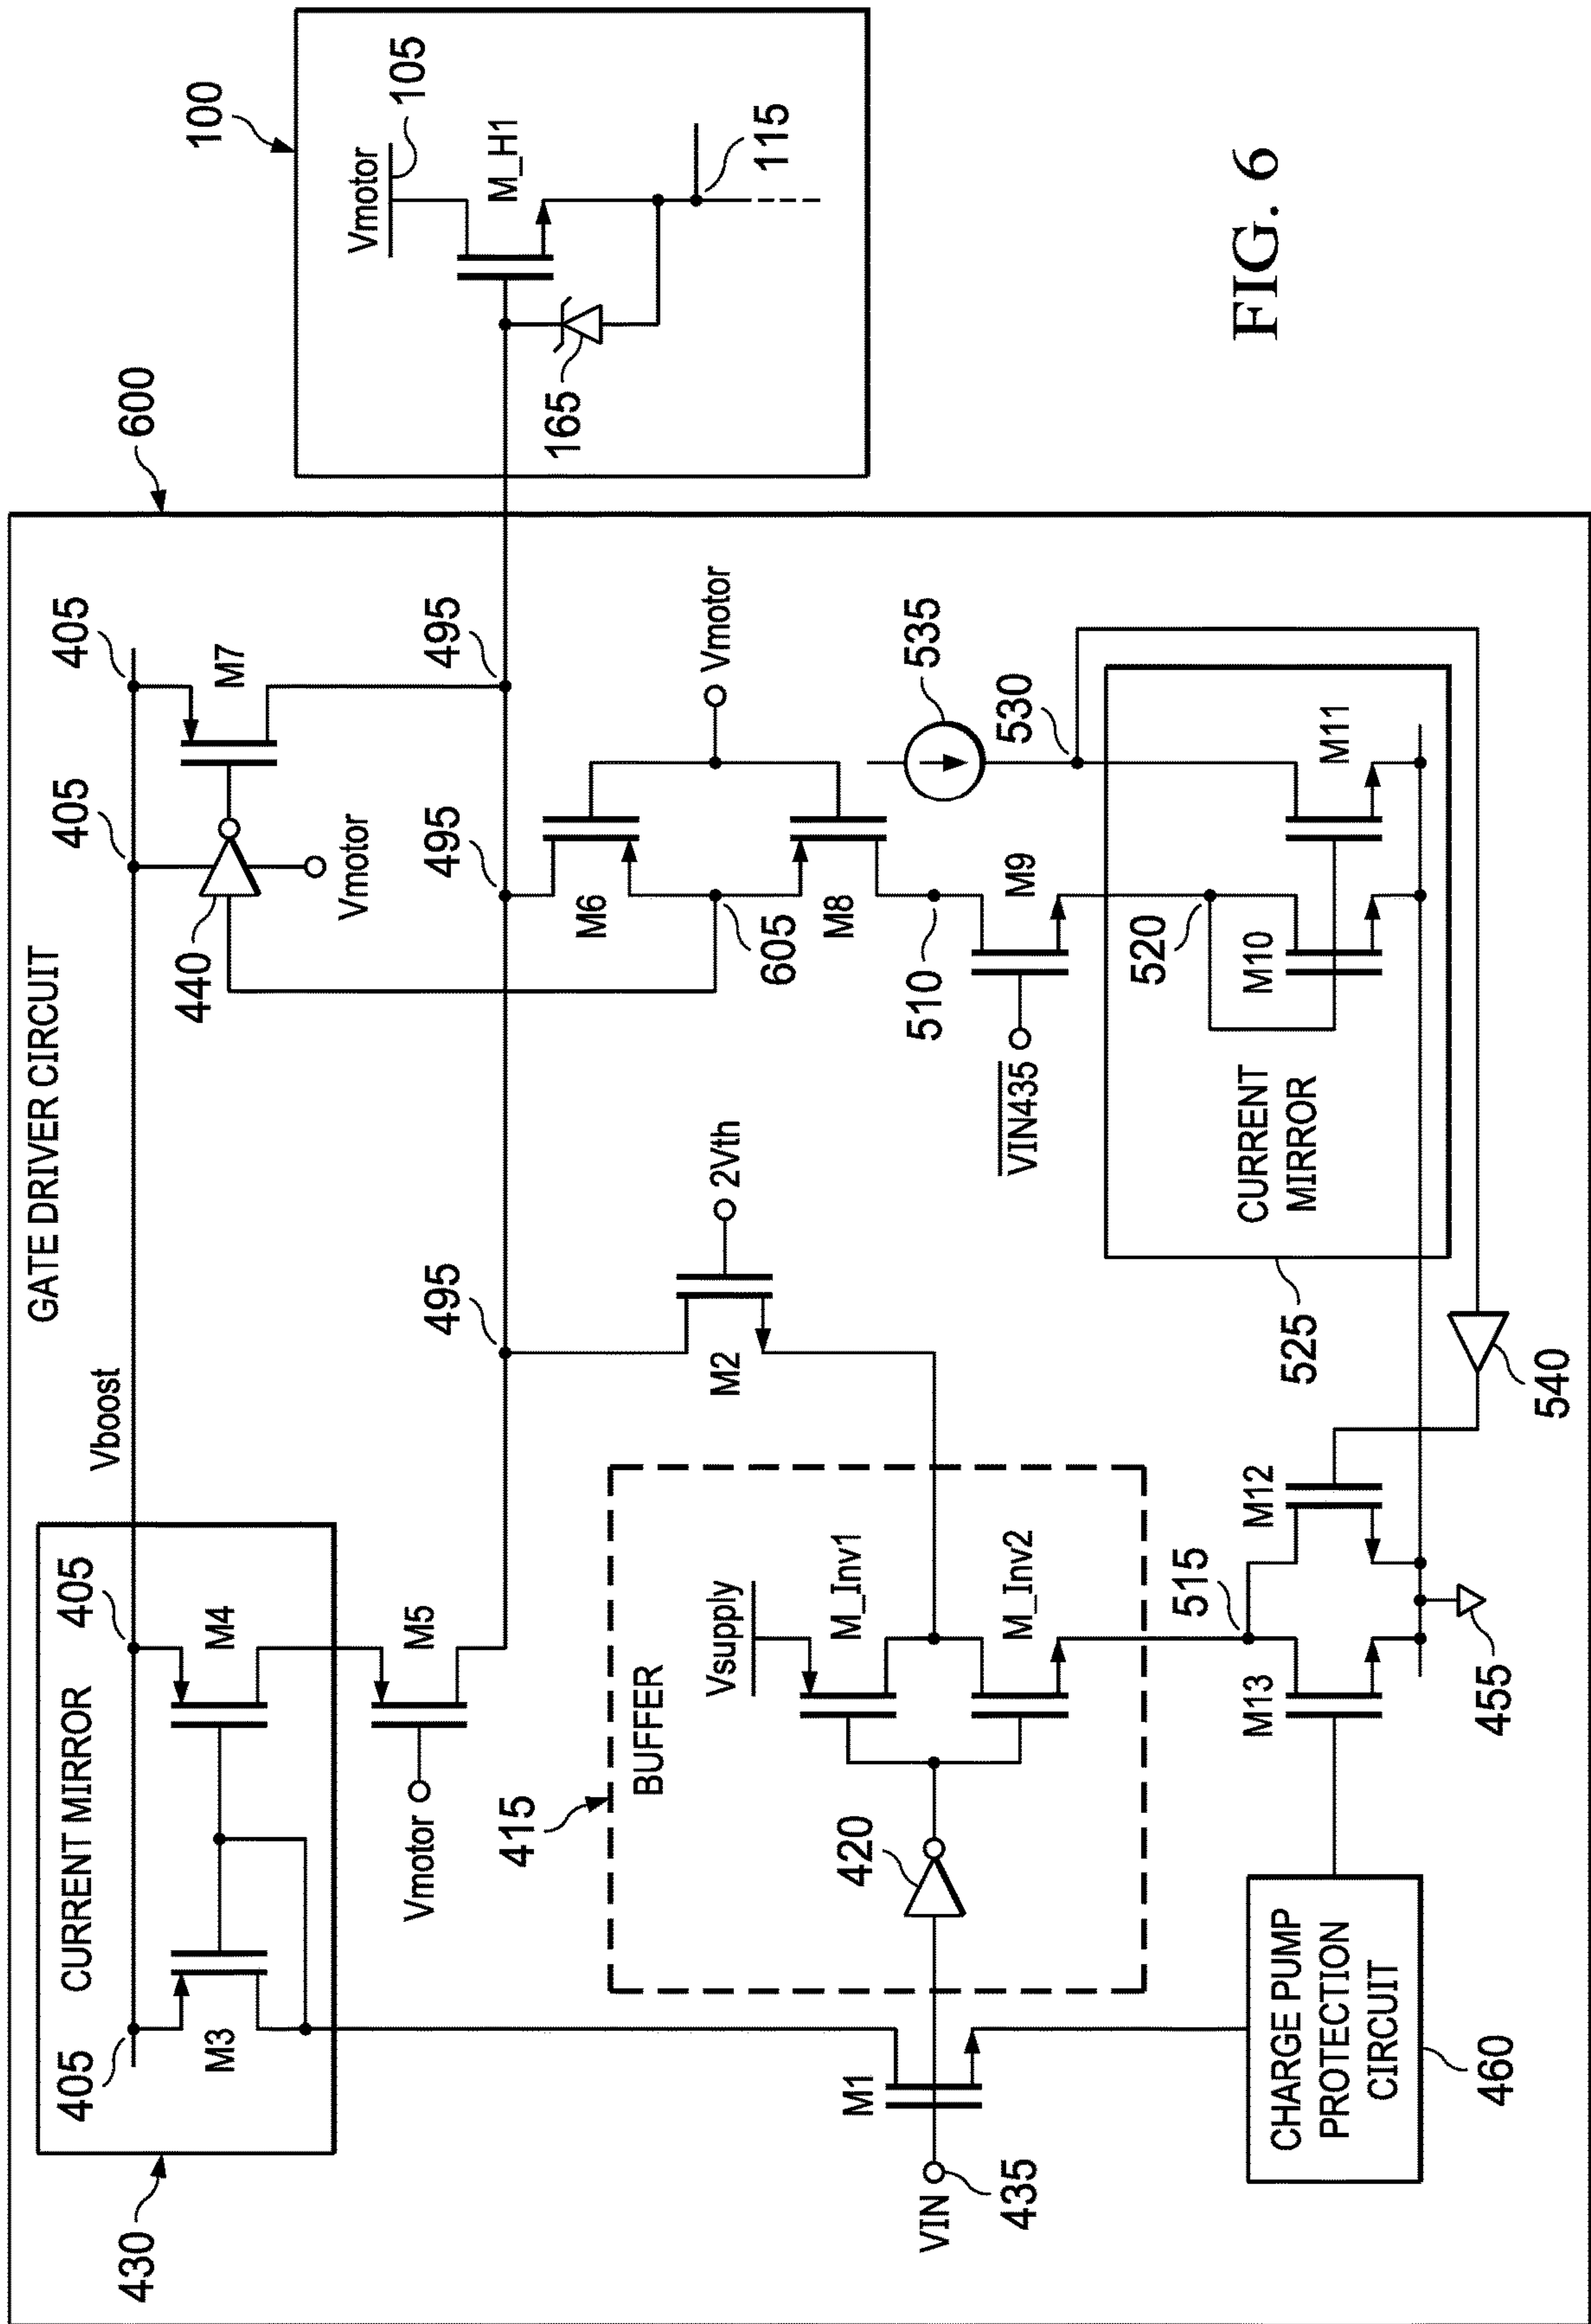 GATE DRIVER CIRCUIT
600
100
430
CURRENT MIRROR
405
M3
405
M4
Vboost
M5
Vmotor
405
440
Vmotor
405
M7
495
495
495
Vmotor
105
M_H1
165
115
M6
605
M8
Vmotor
M2
2Vth
415
BUFFER
420
Vsupply
M_Inv1
M_Inv2
VIN
435
M1
510
VIN435
M9
535
530
520
M10
M11
CURRENT
MIRROR
525
540
515
M13
M12
455
CHARGE PUMP
PROTECTION
CIRCUIT
460
FIG. 6